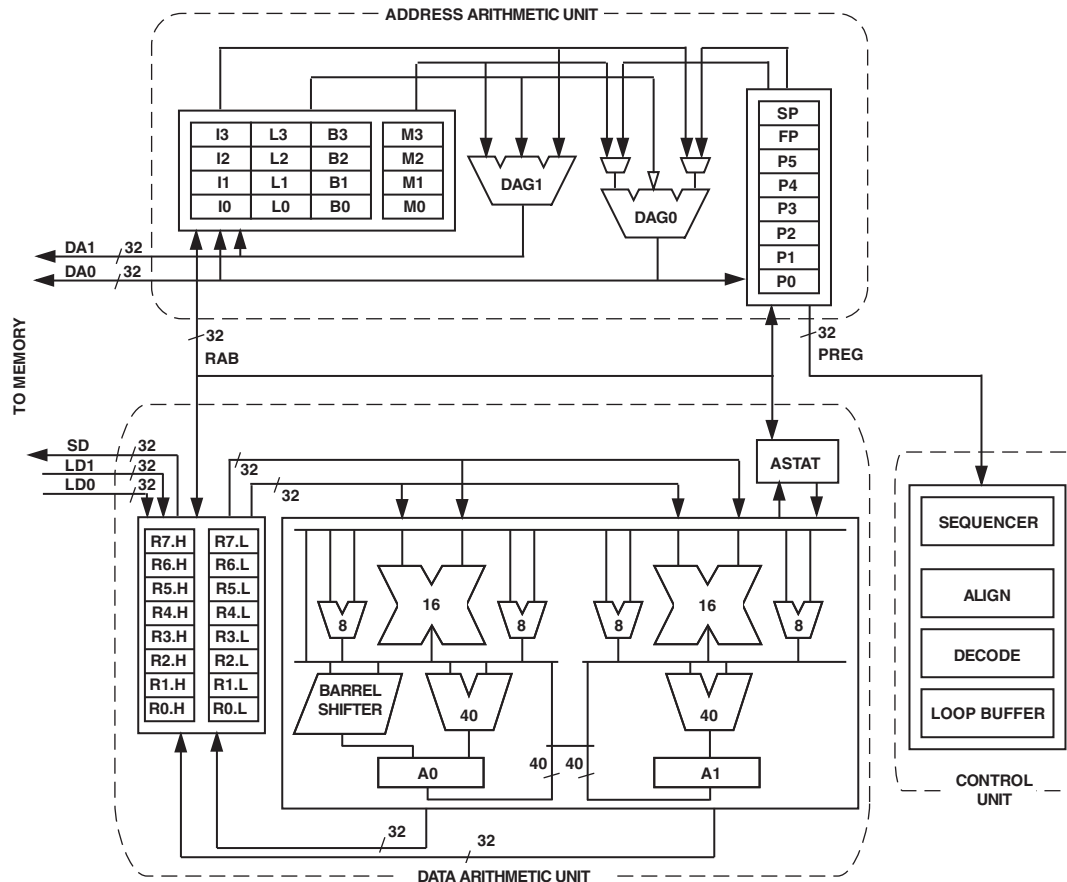 ADDRESS ARITHMETIC UNIT
I3 L3 B3 M3
I2 L2 B2 M2
I1 L1 B1 M1
I0 L0 B0 M0
DAG1
DAG0
SP
FP
P5
P4
P3
P2
P1
P0
DA1 32
DA0 32
32
RAB
32
PREG
TO MEMORY
SD 32
LD1 32
LD0 32
32
32
ASTAT
R7.H R7.L
R6.H R6.L
R5.H R5.L
R4.H R4.L
R3.H R3.L
R2.H R2.L
R1.H R1.L
R0.H R0.L
8 16 8 8 16 8
BARREL
SHIFTER
40
40
A0
40 40
A1
32
32
DATA ARITHMETIC UNIT
SEQUENCER
ALIGN
DECODE
LOOP BUFFER
CONTROL
UNIT